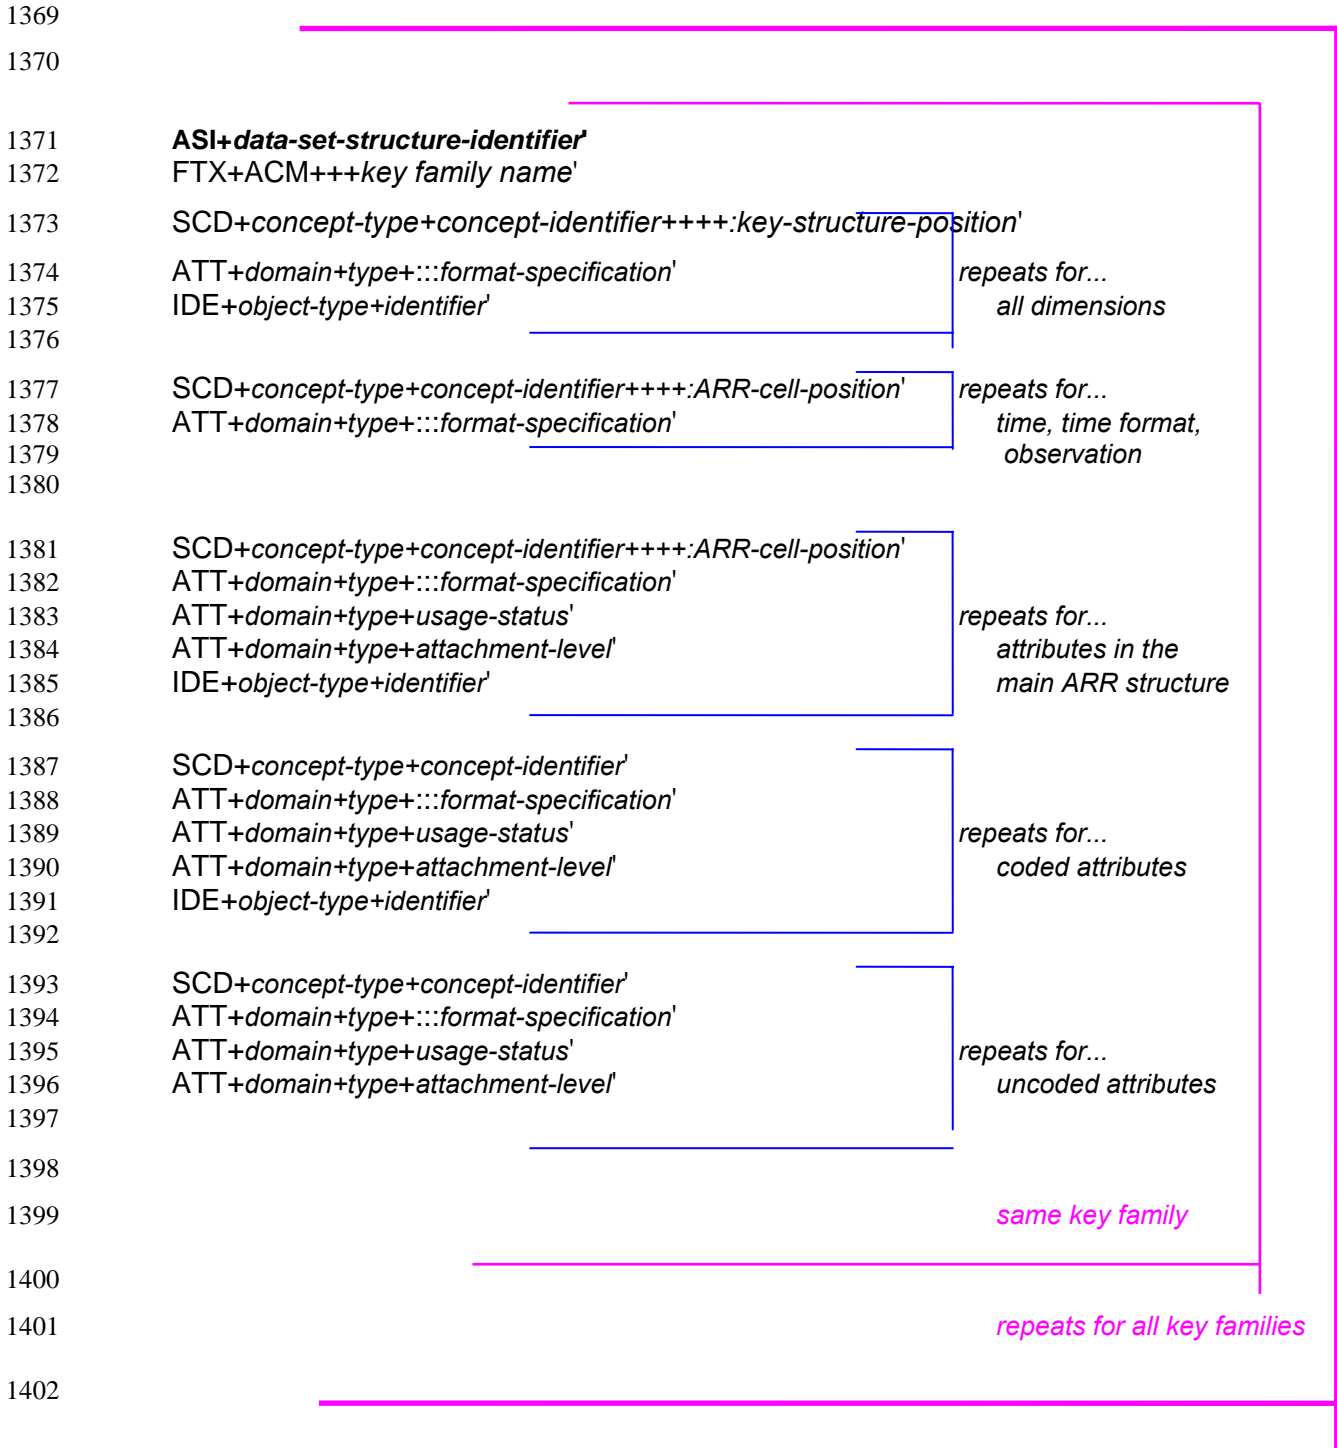 1369
1370
1371 ASI+data-set-structure-identifier'
1372 FTX+ACM+++key family name'
1373 SCD+concept-type+concept-identifier++++:key-structure-position'
1374 ATT+domain+type+:::format-specification' repeats for...
1375 IDE+object-type+identifier' all dimensions
1376
1377 SCD+concept-type+concept-identifier++++:ARR-cell-position' repeats for...
1378 ATT+domain+type+:::format-specification' time, time format,
1379 observation
1380
1381 SCD+concept-type+concept-identifier++++:ARR-cell-position'
1382 ATT+domain+type+:::format-specification'
1383 ATT+domain+type+usage-status' repeats for...
1384 ATT+domain+type+attachment-level' attributes in the
1385 IDE+object-type+identifier' main ARR structure
1386
1387 SCD+concept-type+concept-identifier'
1388 ATT+domain+type+:::format-specification'
1389 ATT+domain+type+usage-status' repeats for...
1390 ATT+domain+type+attachment-level' coded attributes
1391 IDE+object-type+identifier'
1392
1393 SCD+concept-type+concept-identifier'
1394 ATT+domain+type+:::format-specification'
1395 ATT+domain+type+usage-status' repeats for...
1396 ATT+domain+type+attachment-level' uncoded attributes
1397
1398
1399 same key family
1400
1401 repeats for all key families
1402